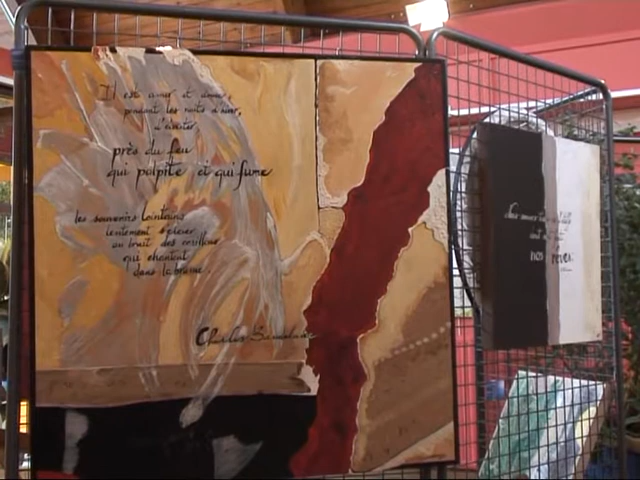 Il est amer et doux,
pendant les nuits d'hiver,
d'écouter,
près du feu
qui palpite et qui fume
les souvenirs lointains
lentement s'élever
au bruit des carillons
qui chantent
dans la brume.
Charles Baudelaire
nos rêves